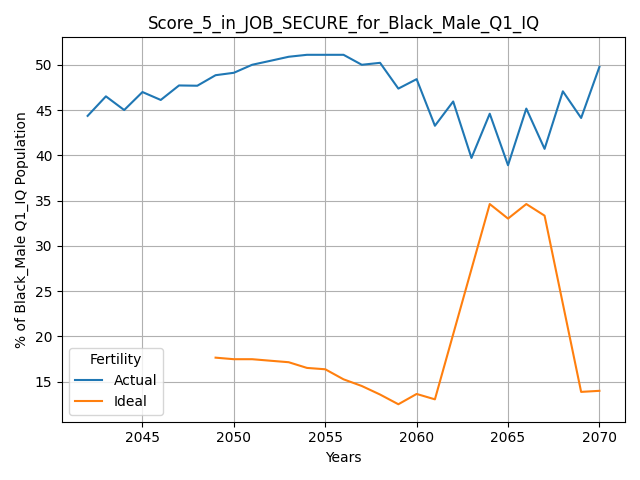 Score_5_in_JOB_SECURE_for_Black_Male_Q1_IQ
% of Black_Male Q1_IQ Population
50
45
40
35
30
25
20
15
Fertility
Actual
Ideal
2045 2050 2055 2060 2065 2070
Years